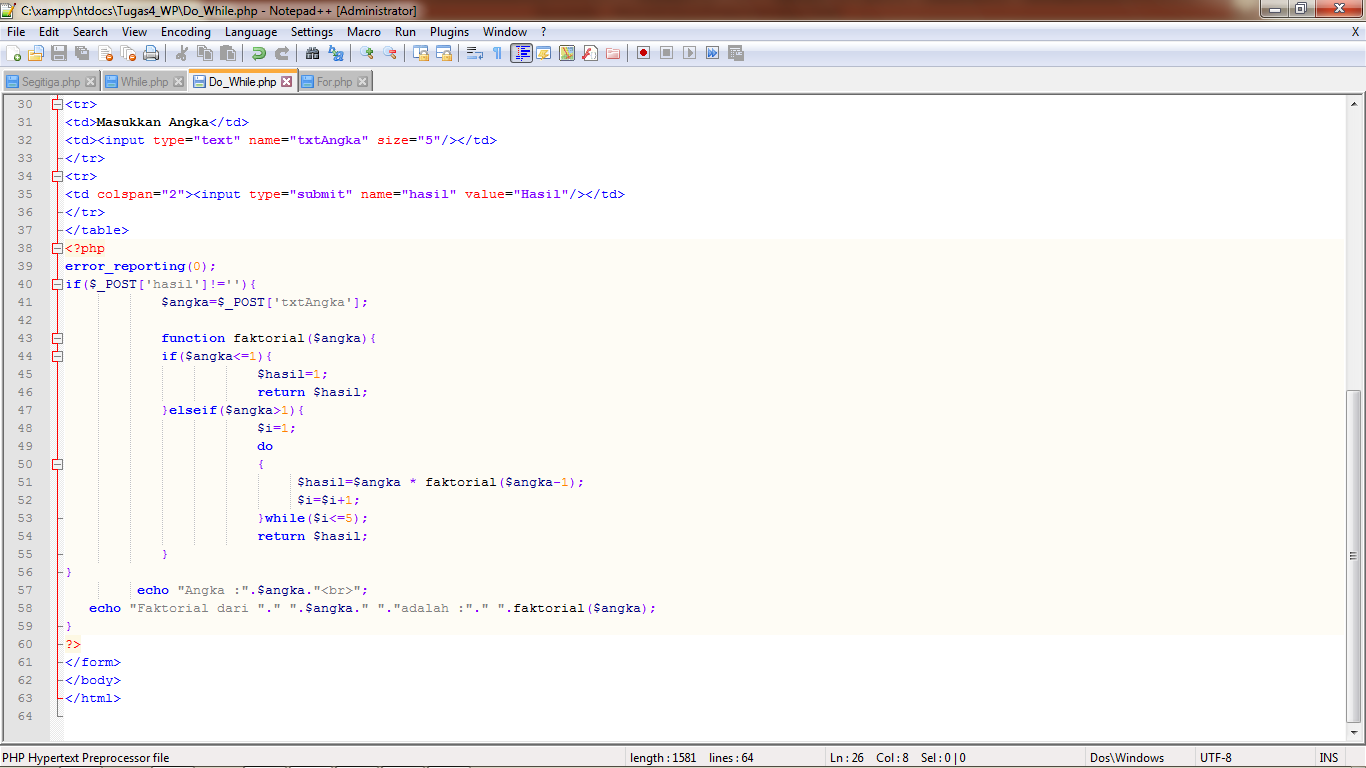 C:\xampp\htdocs\Tugas4_WP\Do_While.php - Notepad++ [Administrator]
File Edit Search View Encoding Language Settings Macro Run Plugins Window ? X
Segitiga.php While.php Do_While.php For.php
30 <tr>
31 <td>Masukkan Angka</td>
32 <td><input type="text" name="txtAngka" size="5"/></td>
33 </tr>
34 <tr>
35 <td colspan="2"><input type="submit" name="hasil" value="Hasil"/></td>
36 </tr>
37 </table>
38 <?php
39 error_reporting(0);
40 if($_POST['hasil']!=''){
41 $angka=$_POST['txtAngka'];
42
43 function faktorial($angka){
44 if($angka<=1){
45 $hasil=1;
46 return $hasil;
47 }elseif($angka>1){
48 $i=1;
49 do
50 {
51 $hasil=$angka * faktorial($angka-1);
52 $i=$i+1;
53 }while($i<=5);
54 return $hasil;
55 }
56 }
57 echo "Angka :".$angka."<br>";
58 echo "Faktorial dari "." ".$angka." "."adalah :"." ".faktorial($angka);
59 }
60 ?>
61 </form>
62 </body>
63 </html>
64
PHP Hypertext Preprocessor file length : 1581 lines : 64 Ln : 26 Col : 8 Sel : 0 | 0 Dos\Windows UTF-8 INS